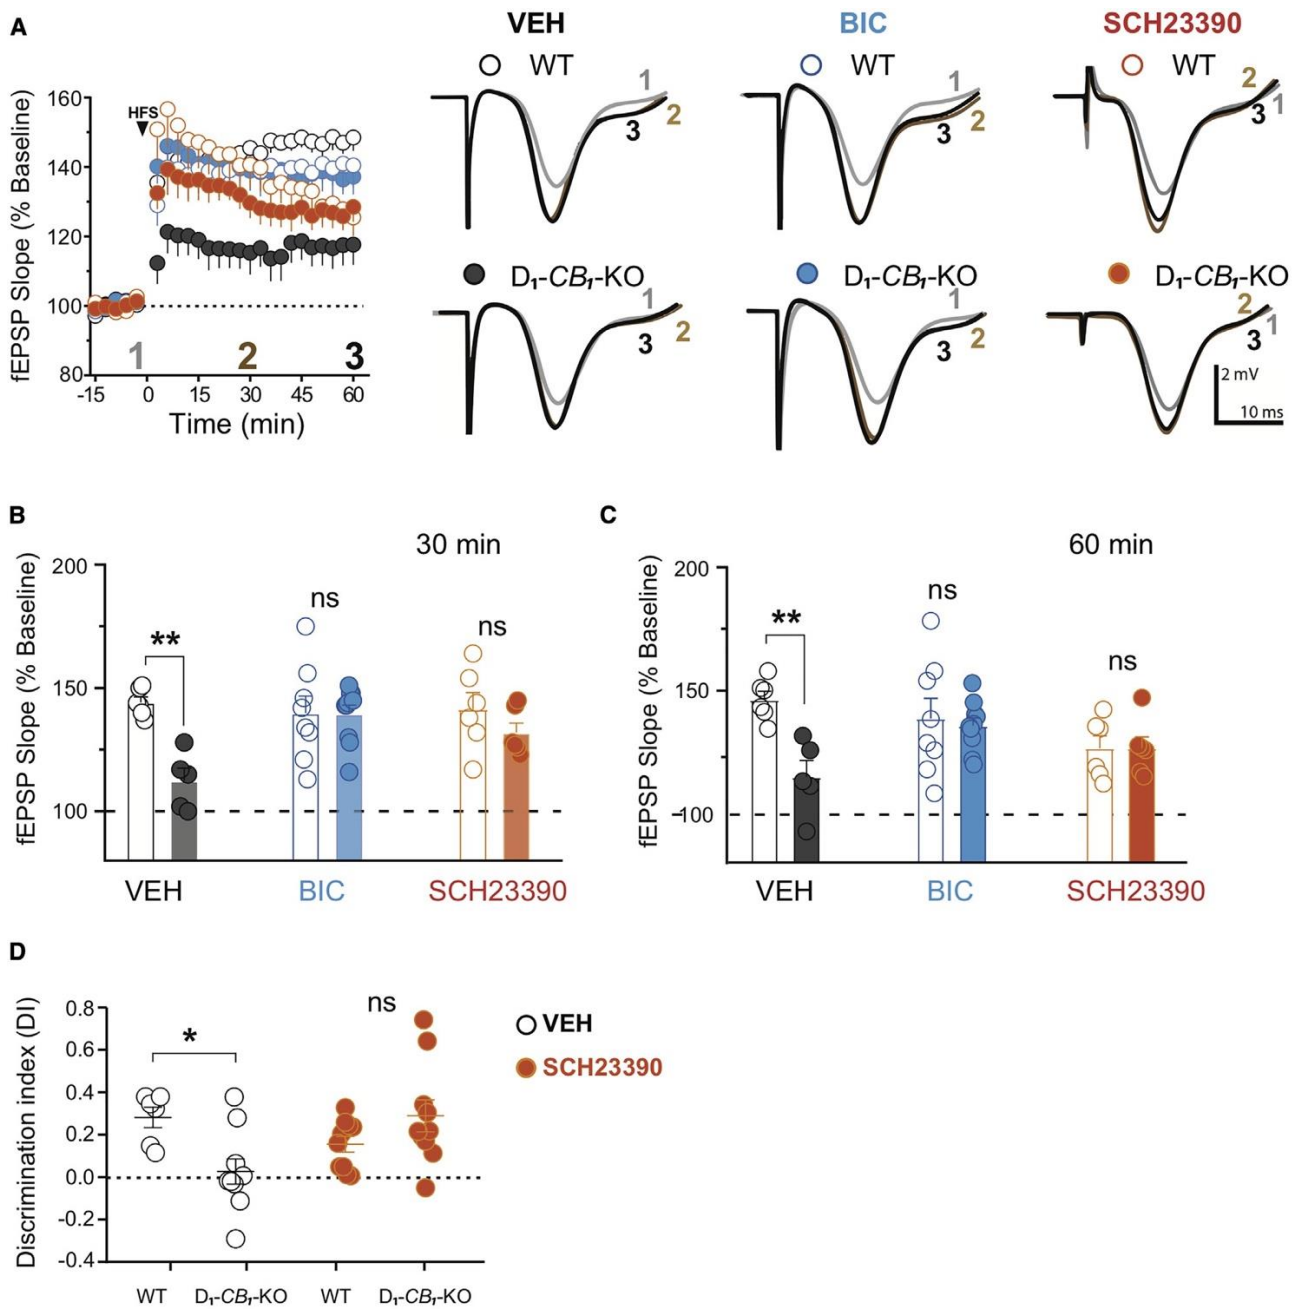 A
VEH
BIC
SCH23390
WT
WT
WT
fEPSP Slope (% Baseline)
160
140
120
100
80
HFS
1
2
3
-15
0
15
30
45
60
Time (min)
1
2
3
1
2
3
2
1
3
D₁-CB₁-KO
D₁-CB₁-KO
D₁-CB₁-KO
1
2
3
1
2
3
2
1
3
2 mV
10 ms
B
30 min
fEPSP Slope (% Baseline)
200
150
100
**
ns
ns
VEH
BIC
SCH23390
C
60 min
fEPSP Slope (% Baseline)
200
150
100
**
ns
ns
VEH
BIC
SCH23390
D
Discrimination index (DI)
0.8
0.6
0.4
0.2
0.0
-0.2
-0.4
*
ns
VEH
SCH23390
WT
D₁-CB₁-KO
WT
D₁-CB₁-KO